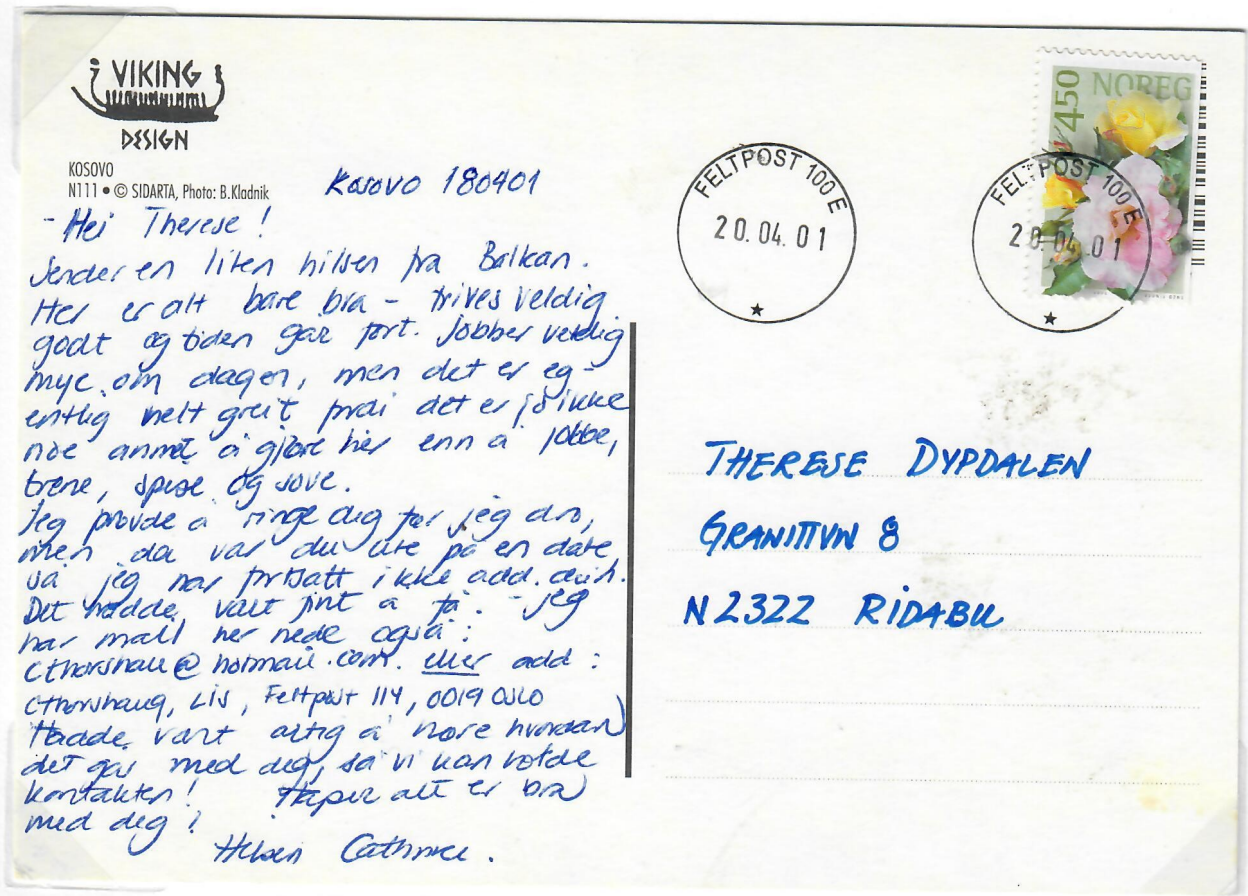 VIKING
DESIGN
KOSOVO
N111 • © SIDARTA, Photo: B.Kladnik
Kosovo 180401
- Hei Therese!
Sender en liten hilsen fra Balkan.
Her er alt bare bra - trives veldig
godt og tiden går fort. Jobber veldig
mye om dagen, men det er eg-
entlig helt greit fordi det er jo ikke
noe annet å gjøre her enn å jobbe,
trene, spise og sove.
Jeg prøvde å ringe deg før jeg dro,
men da var du ute på en date,
så jeg har fortsatt ikke add. din.
Det hadde vært fint å få. - Jeg
har mail her nede også:
cthorshau@hotmail.com. eller add:
CThorshaug, LIS, Feltpost 114, 0019 OSLO
Hadde vært artig å høre hvordan
det går med deg, så vi kan holde
kontakten! Håper alt er bra
med deg!
Hilsen Cathrine.
4.50 NOREG
FELTPOST 100 E
20.04.01
FELTPOST 100 E
20.04.01
THERESE DYPDALEN
GRANITTVN 8
N 2322 RIDABU